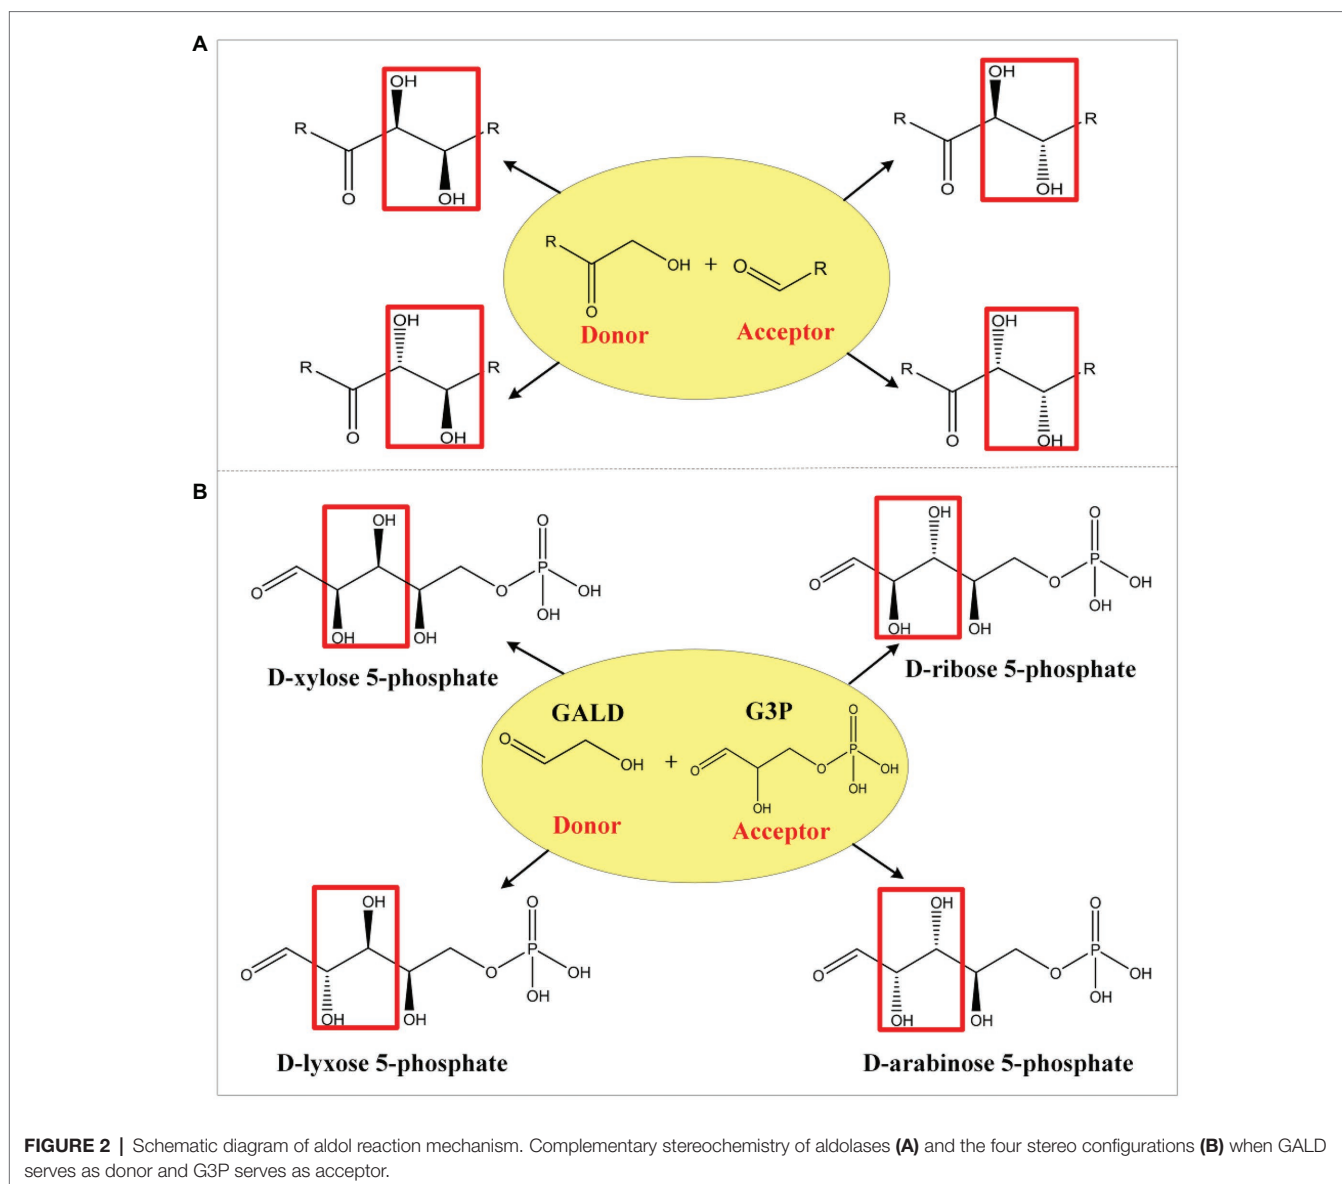 A
OH
R
R
O
OH
OH
R
R
O
OH
R
OH
O
+
O
R
Donor
Acceptor
OH
R
R
O
OH
OH
R
R
O
OH
B
OH
O
O
P
OH
O
OH
OH
OH
D-xylose 5-phosphate
OH
O
O
P
OH
O
OH
OH
OH
D-ribose 5-phosphate
GALD
G3P
O
OH
+
O
O
O
P
OH
OH
OH
Donor
Acceptor
OH
O
O
P
OH
O
OH
OH
OH
D-lyxose 5-phosphate
OH
O
O
P
OH
O
OH
OH
OH
D-arabinose 5-phosphate
FIGURE 2 | Schematic diagram of aldol reaction mechanism. Complementary stereochemistry of aldolases (A) and the four stereo configurations (B) when GALD
serves as donor and G3P serves as acceptor.